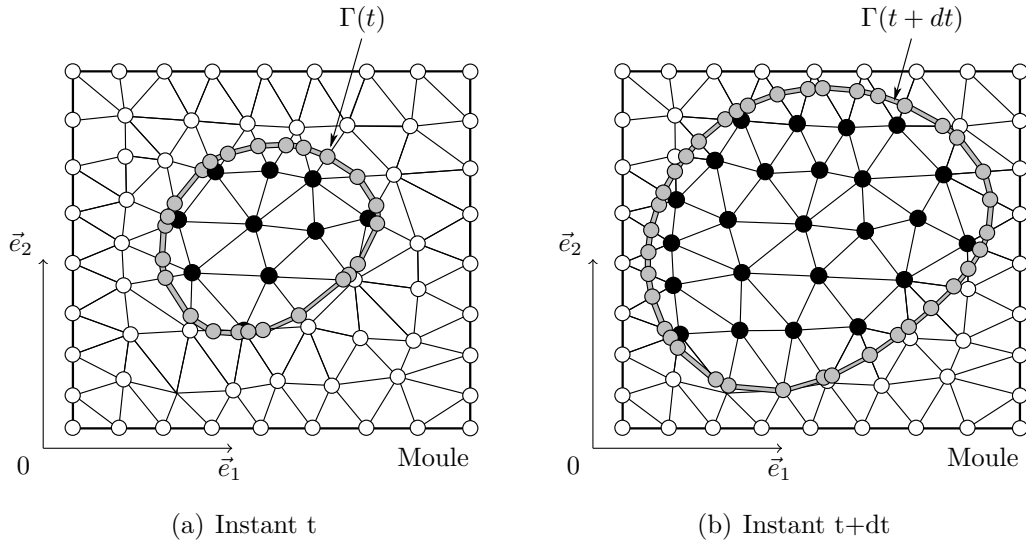 Γ(t)
Γ(t + dt)
e⃗₂
e⃗₂
0
e⃗₁
Moule
0
e⃗₁
Moule
(a) Instant t
(b) Instant t+dt